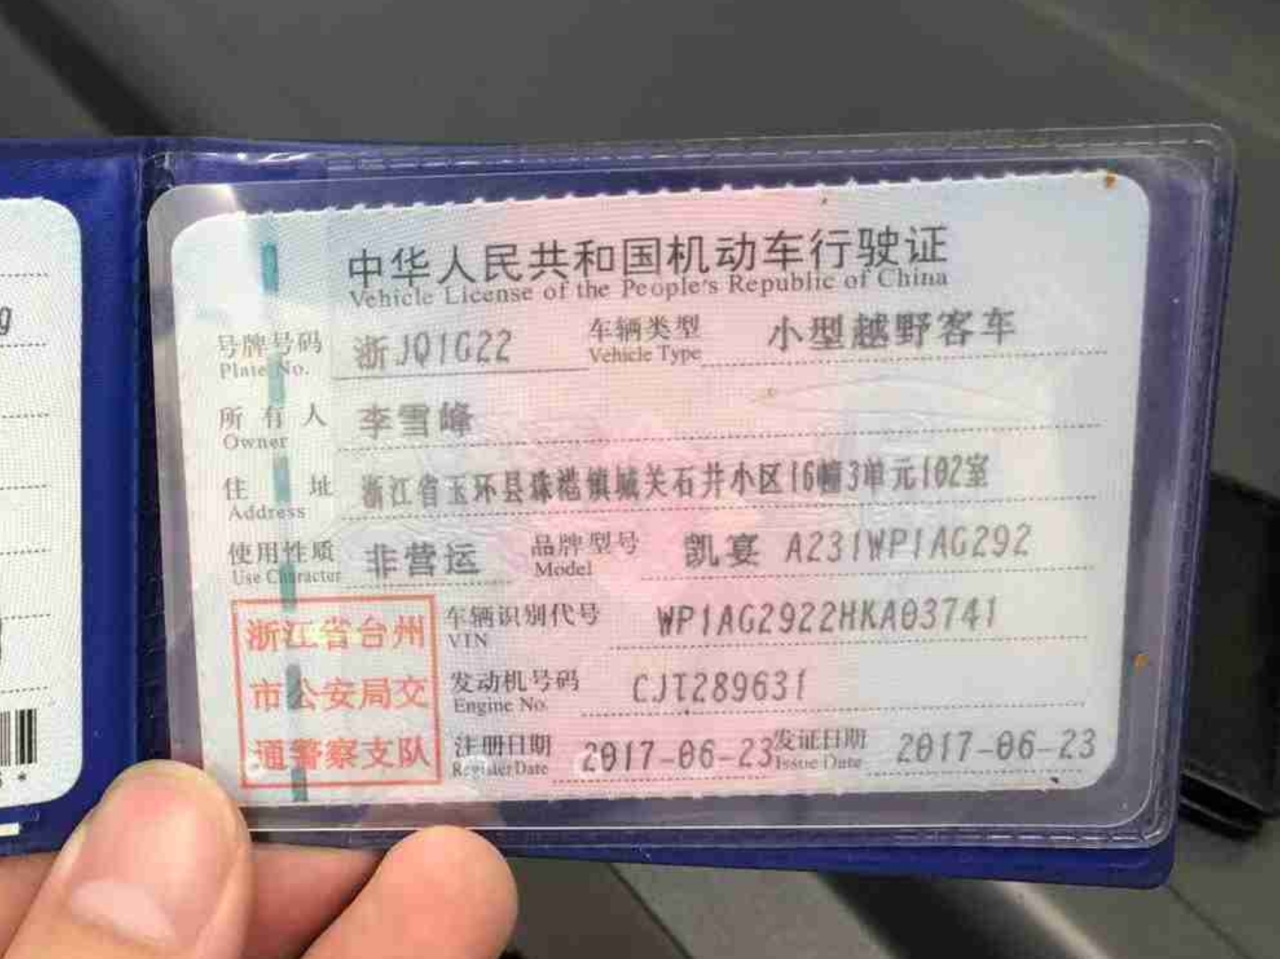 中华人民共和国机动车行驶证
Vehicle License of the People's Republic of China
号牌号码 浙JQ1G22 车辆类型 小型越野客车
Plate No. Vehicle Type
所有人 李雪峰
Owner
住址 浙江省玉环县珠港镇城关石井小区16幢3单元102室
Address
使用性质 非营运 品牌型号 凯宴 A231WP1AG292
Use Character Model
浙江省台州 车辆识别代号 WP1AG2922HKA03741
VIN
市公安局交 发动机号码 CJT289631
Engine No.
通警察支队 注册日期 2017-06-23 发证日期 2017-06-23
Register Date Issue Date